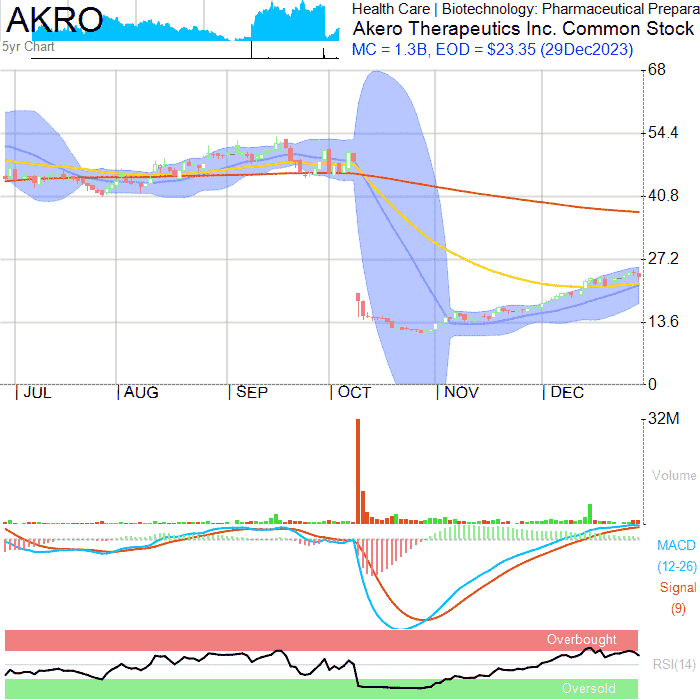 AKRO
5yr Chart
Health Care | Biotechnology: Pharmaceutical Prepara
Akero Therapeutics Inc. Common Stock
MC = 1.3B, EOD = $23.35 (29Dec2023)
68
54.4
40.8
27.2
13.6
0
JUL
AUG
SEP
OCT
NOV
DEC
32M
Volume
MACD
(12-26)
Signal
(9)
Overbought
RSI(14)
Oversold